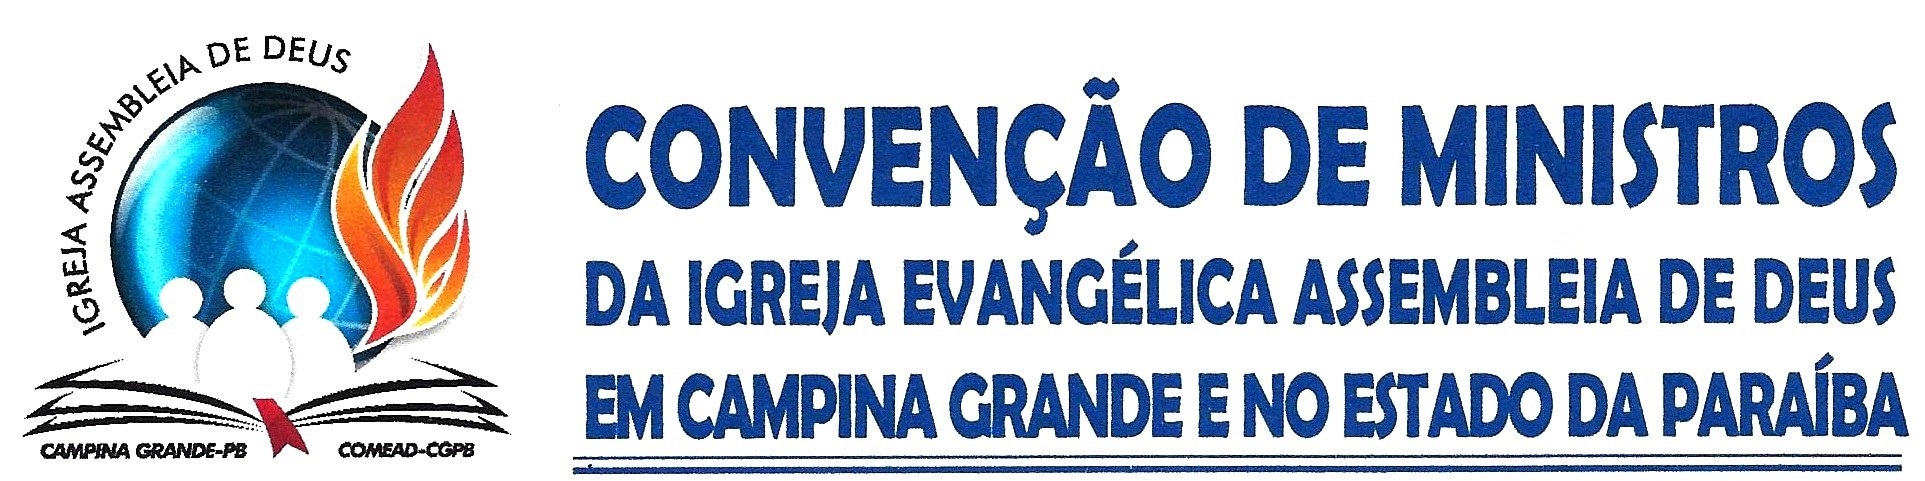 IGREJA ASSEMBLEIA DE DEUS
CAMPINA GRANDE-PB COMEAD-CGPB
CONVENÇÃO DE MINISTROS
DA IGREJA EVANGÉLICA ASSEMBLEIA DE DEUS
EM CAMPINA GRANDE E NO ESTADO DA PARAÍBA